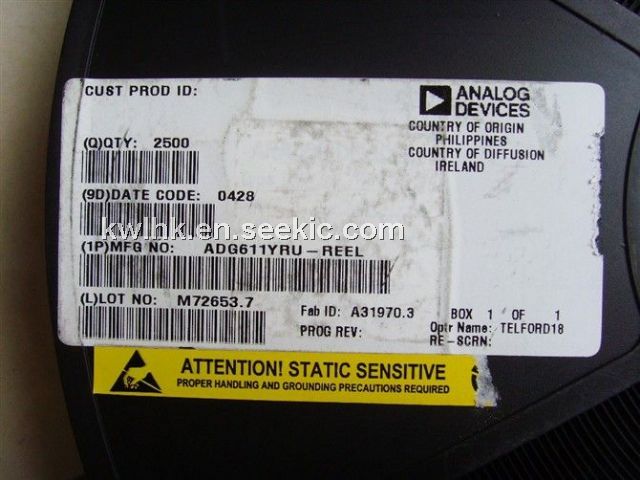 CUST PROD ID:
ANALOG
DEVICES
COUNTRY OF ORIGIN
PHILIPPINES
COUNTRY OF DIFFUSION
IRELAND
(Q)QTY: 2500
(9D)DATE CODE: 0428
kwlhk.en.seekic.com
(1P)MFG NO: ADG611YRU-REEL
(L)LOT NO: M72653.7
Fab ID: A31970.3
BOX 1 OF 1
PROG REV:
Optr Name: TELFORD18
RE-SCRN:
ATTENTION! STATIC SENSITIVE
PROPER HANDLING AND GROUNDING PRECAUTIONS REQUIRED